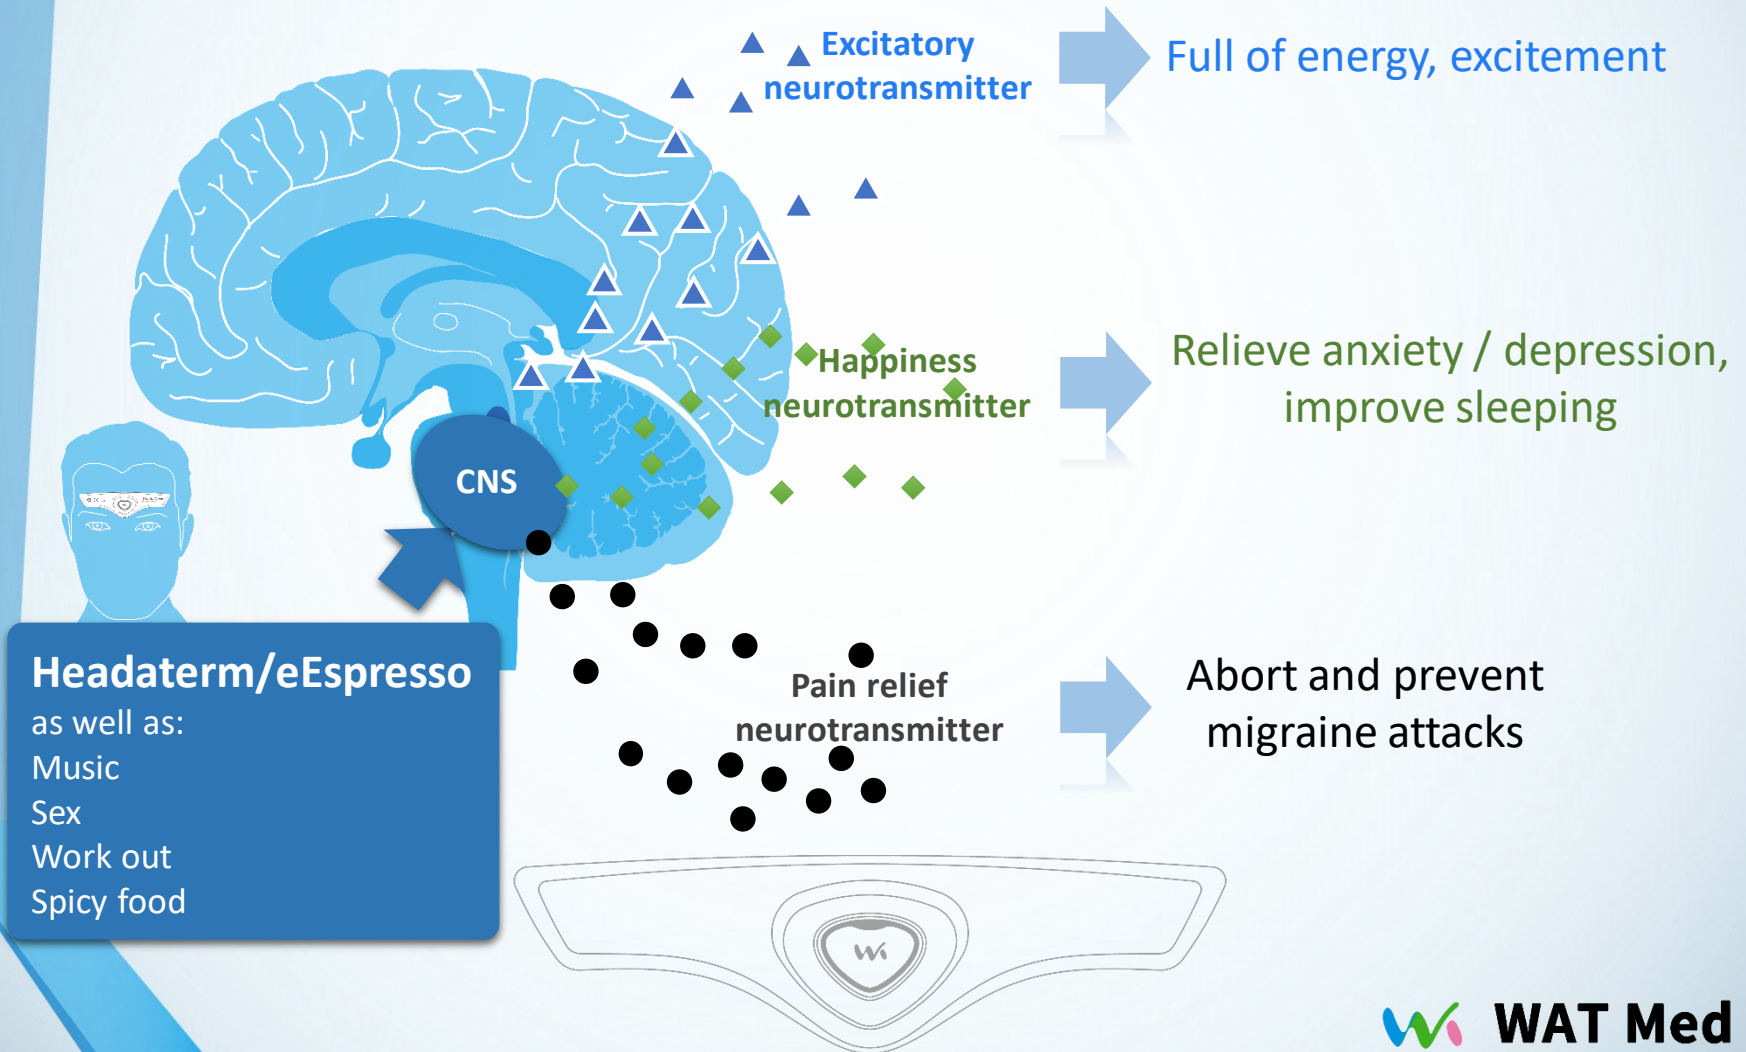 Excitatory
neurotransmitter
Full of energy, excitement
Happiness
neurotransmitter
Relieve anxiety / depression,
improve sleeping
CNS
Headaterm/eEspresso
as well as:
Music
Sex
Work out
Spicy food
Pain relief
neurotransmitter
Abort and prevent
migraine attacks
WAT Med